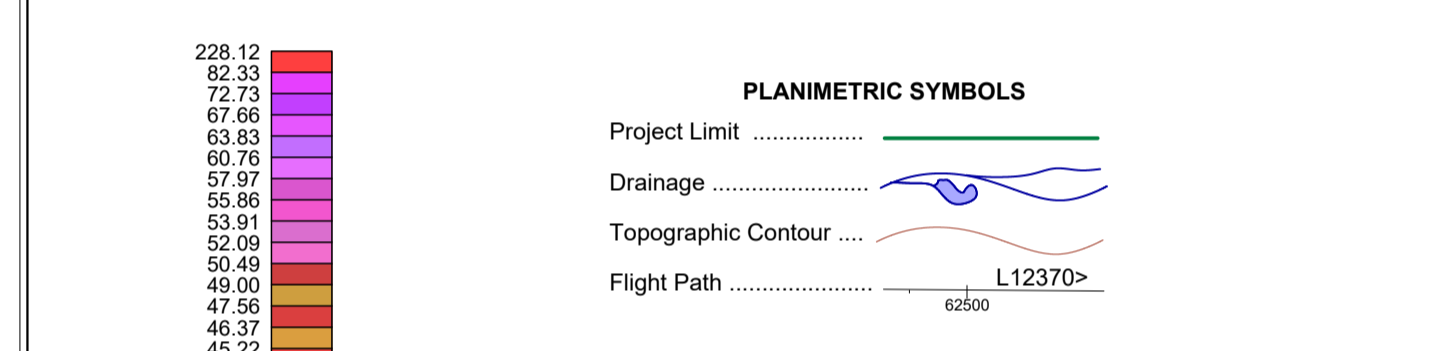 228.12
82.33
72.73
67.66
63.83
60.76
57.97
55.86
53.91
52.09
50.49
49.00
47.56
46.37
45.22
PLANIMETRIC SYMBOLS
Project Limit .................
Drainage ........................
Topographic Contour ....
Flight Path ......................
L12370>
62500